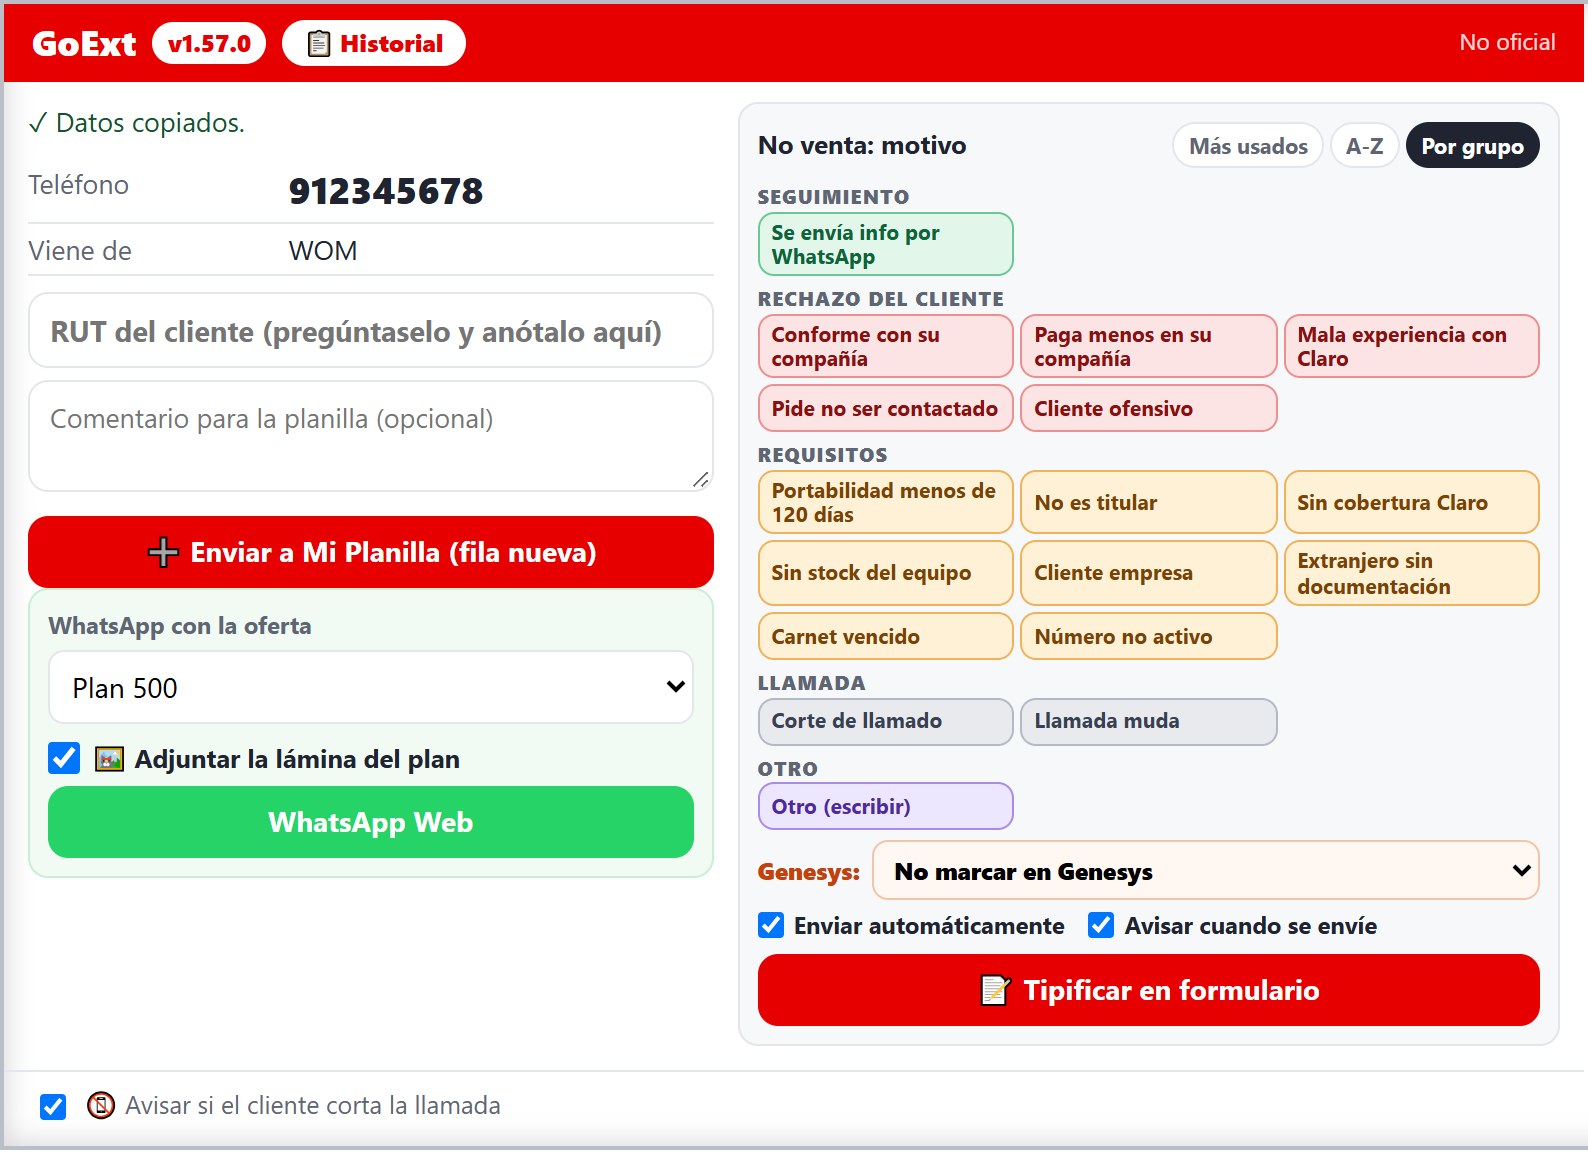 GoExt
v1.57.0
Historial
No oficial
✓ Datos copiados.
Teléfono
912345678
Viene de
WOM
RUT del cliente (pregúntaselo y anótalo aquí)
Comentario para la planilla (opcional)
Enviar a Mi Planilla (fila nueva)
WhatsApp con la oferta
Plan 500
Adjuntar la lámina del plan
WhatsApp Web
No venta: motivo
Más usados
A-Z
Por grupo
SEGUIMIENTO
Se envía info por
WhatsApp
RECHAZO DEL CLIENTE
Conforme con su
compañía
Paga menos en su
compañía
Mala experiencia con
Claro
Pide no ser contactado
Cliente ofensivo
REQUISITOS
Portabilidad menos de
120 días
No es titular
Sin cobertura Claro
Sin stock del equipo
Cliente empresa
Extranjero sin
documentación
Carnet vencido
Número no activo
LLAMADA
Corte de llamado
Llamada muda
OTRO
Otro (escribir)
Genesys:
No marcar en Genesys
Enviar automáticamente
Avisar cuando se envíe
Tipificar en formulario
Avisar si el cliente corta la llamada